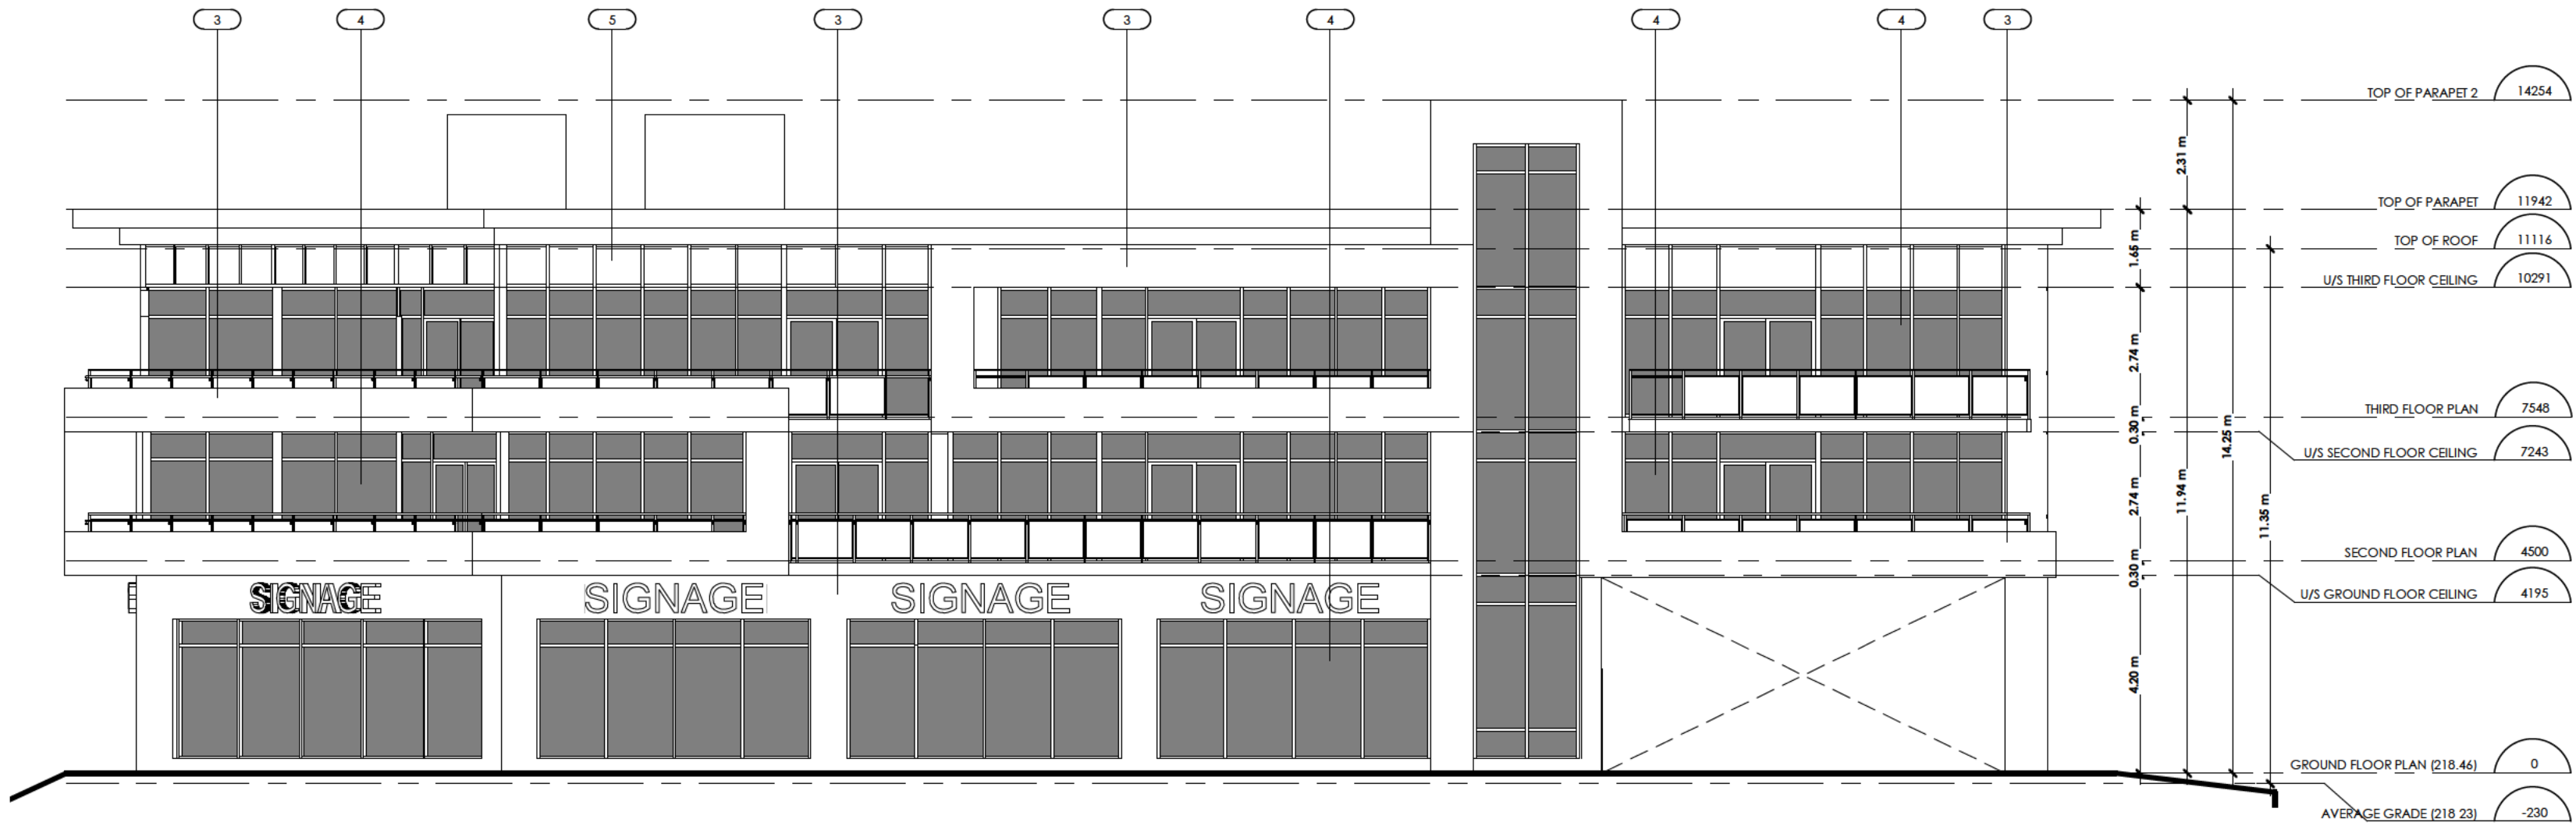 3 4 5 3 3 4 4 4 3
TOP OF PARAPET 2 14254
2.31 m
TOP OF PARAPET 11942
TOP OF ROOF 11116
1.65 m
U/S THIRD FLOOR CEILING 10291
2.74 m
THIRD FLOOR PLAN 7548
0.30 m
14.25 m
U/S SECOND FLOOR CEILING 7243
2.74 m
11.94 m
11.35 m
SECOND FLOOR PLAN 4500
0.30 m
U/S GROUND FLOOR CEILING 4195
SIGNAGE SIGNAGE SIGNAGE SIGNAGE
4.20 m
GROUND FLOOR PLAN (218.46) 0
AVERAGE GRADE (218 23) -230